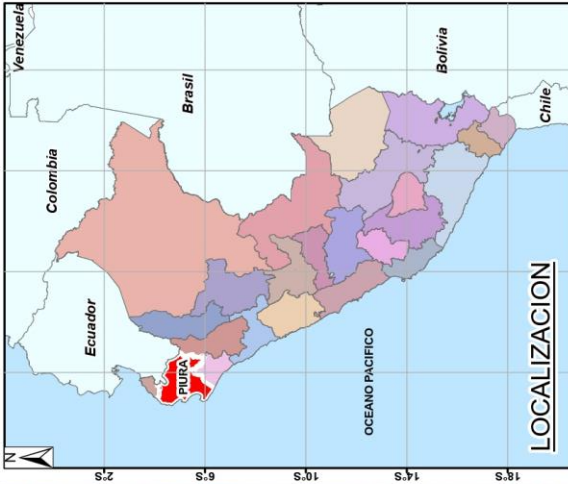 N
Venezuela
Colombia
Ecuador
Brasil
PIURA
Bolivia
OCEANO PACIFICO
Chile
LOCALIZACION
2°S
6°S
10°S
14°S
18°S